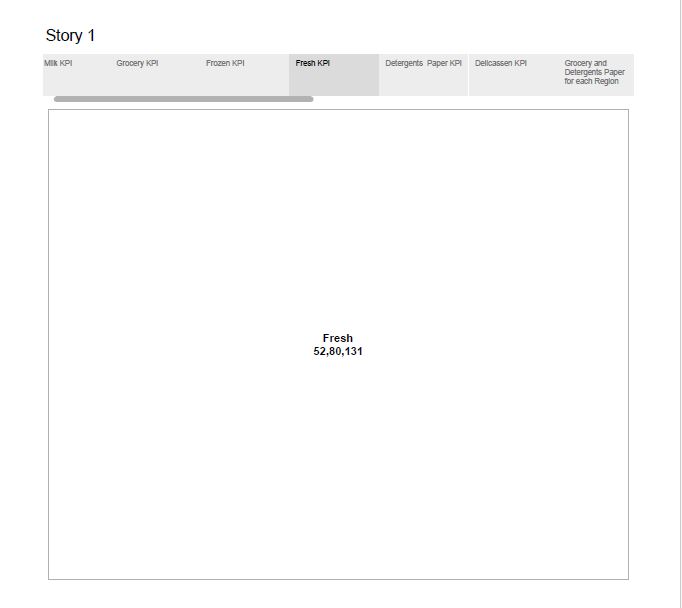 Story 1
Milk KPI
Grocery KPI
Frozen KPI
Fresh KPI
Detergents Paper KPI
Delicassen KPI
Grocery and
Detergents Paper
for each Region
Fresh
52,80,131